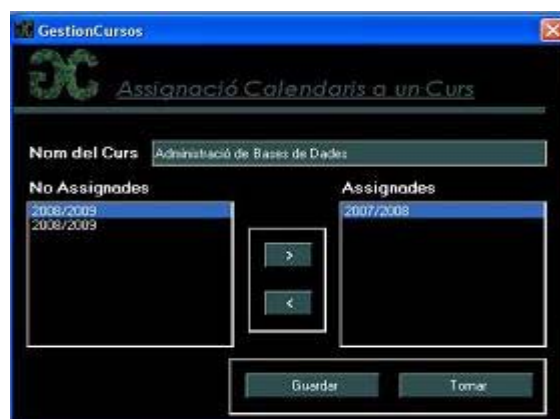 GestionCursos
GC
Assignació Calendaris a un Curs
Nom del Curs
Administració de Bases de Dades
No Assignades
Assignades
2008/2009
2008/2009
2007/2008
>
<
Guardar
Tornar